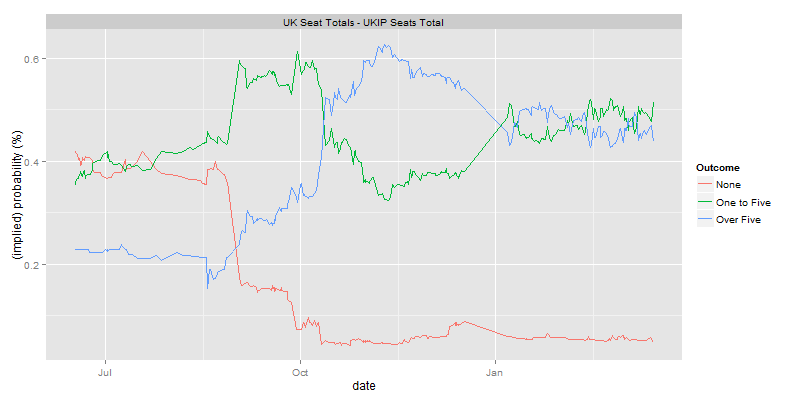 UK Seat Totals - UKIP Seats Total
(implied) probability (%)
0.6
0.4
0.2
Jul
Oct
Jan
date
Outcome
None
One to Five
Over Five